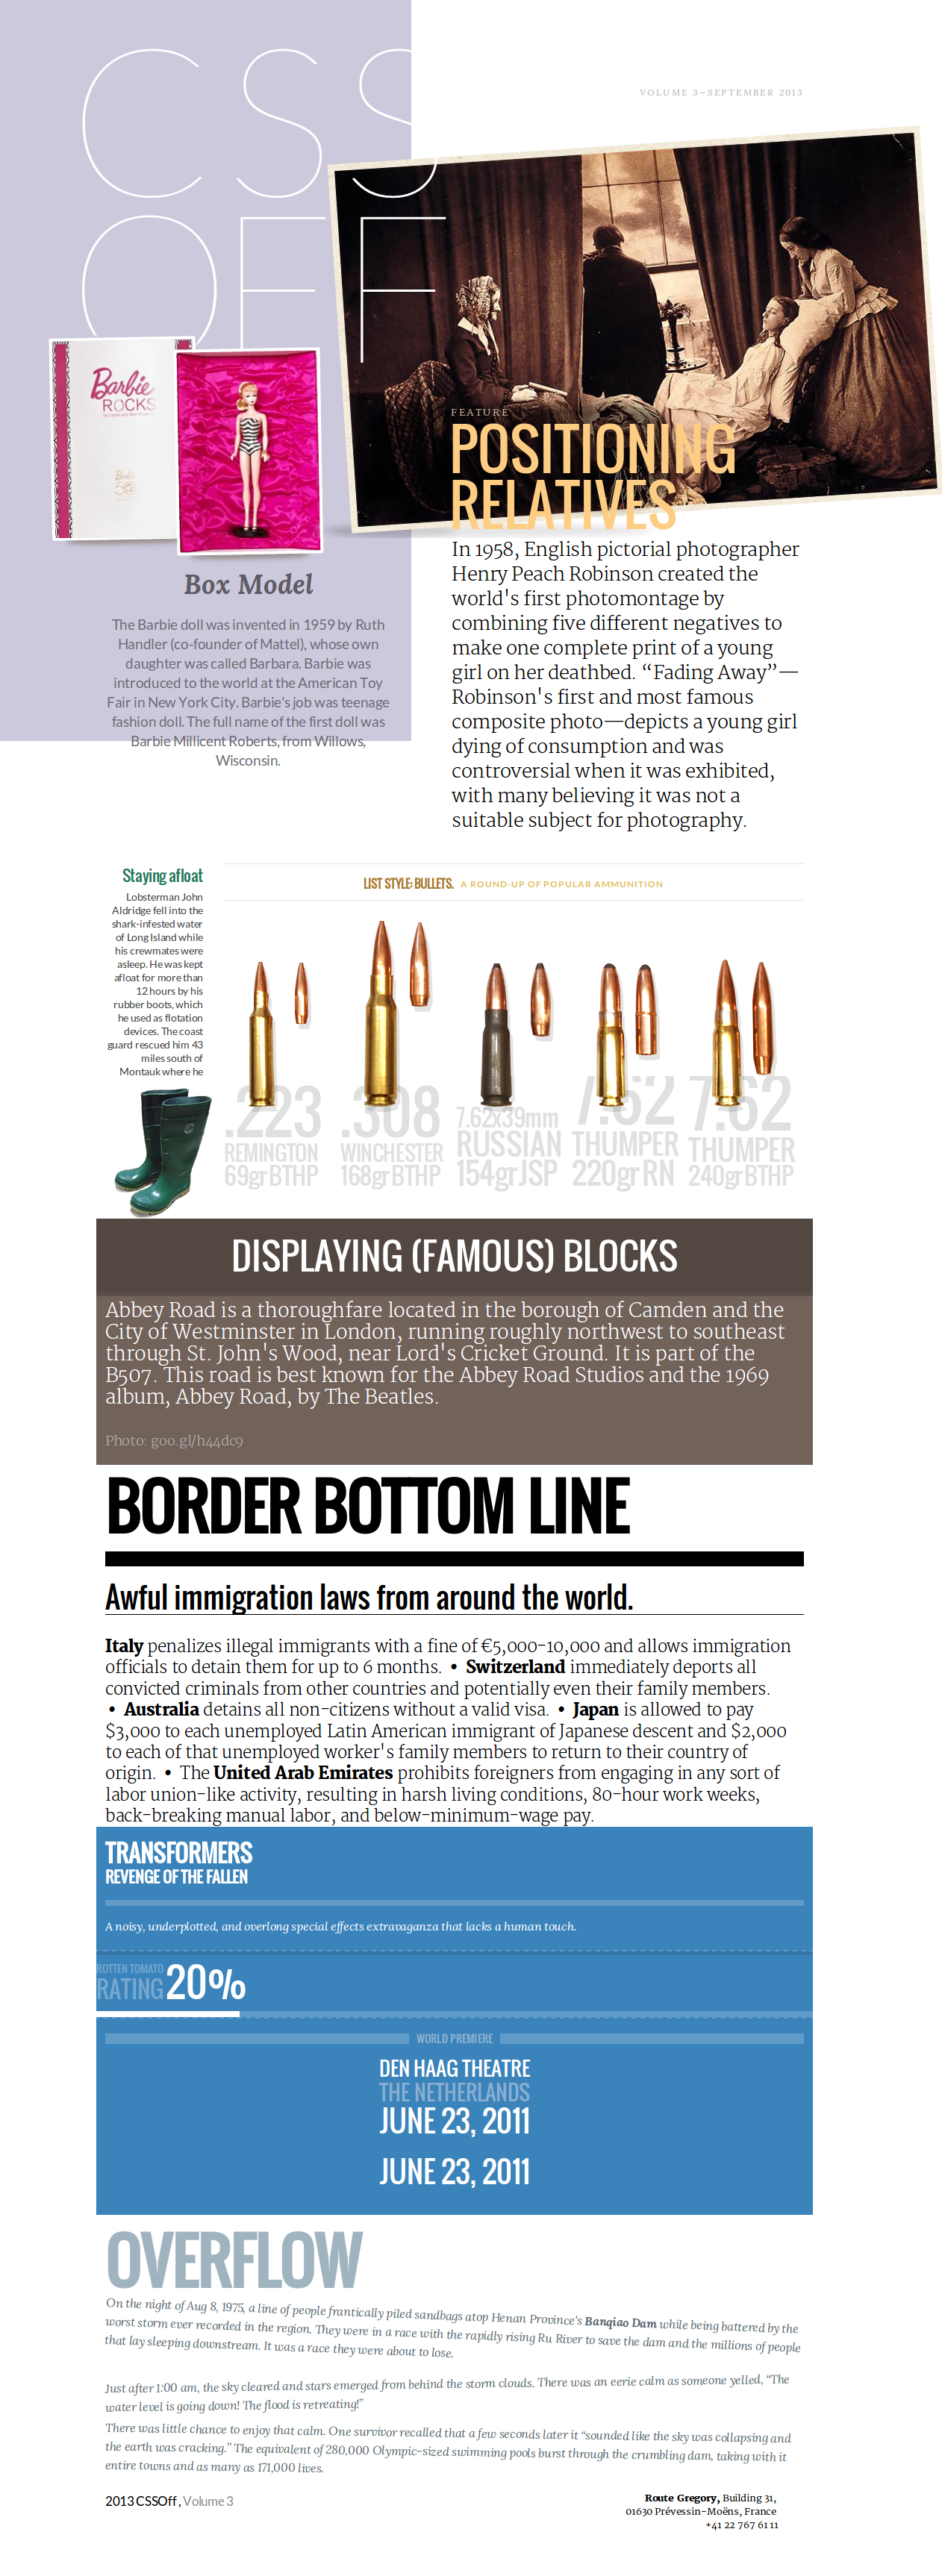 CSS
OFF
VOLUME 3–SEPTEMBER 2013
Barbie
ROCKS
50
FEATURE
POSITIONING
RELATIVES
In 1958, English pictorial photographer
Henry Peach Robinson created the
world's first photomontage by
combining five different negatives to
make one complete print of a young
girl on her deathbed. “Fading Away”—
Robinson's first and most famous
composite photo—depicts a young girl
dying of consumption and was
controversial when it was exhibited,
with many believing it was not a
suitable subject for photography.
Box Model
The Barbie doll was invented in 1959 by Ruth
Handler (co-founder of Mattel), whose own
daughter was called Barbara. Barbie was
introduced to the world at the American Toy
Fair in New York City. Barbie's job was teenage
fashion doll. The full name of the first doll was
Barbie Millicent Roberts, from Willows,
Wisconsin.
Staying afloat
Lobsterman John
Aldridge fell into the
shark-infested water
of Long Island while
his crewmates were
asleep. He was kept
afloat for more than
12 hours by his
rubber boots, which
he used as flotation
devices. The coast
guard rescued him 43
miles south of
Montauk where he
LIST STYLE: BULLETS. A ROUND-UP OF POPULAR AMMUNITION
.223
REMINGTON
69gr BTHP
.308
WINCHESTER
168gr BTHP
7.62x39mm
RUSSIAN
154gr JSP
7.62
THUMPER
220gr RN
7.62
THUMPER
240gr BTHP
DISPLAYING (FAMOUS) BLOCKS
Abbey Road is a thoroughfare located in the borough of Camden and the
City of Westminster in London, running roughly northwest to southeast
through St. John's Wood, near Lord's Cricket Ground. It is part of the
B507. This road is best known for the Abbey Road Studios and the 1969
album, Abbey Road, by The Beatles.
Photo: goo.gl/h44dc9
BORDER BOTTOM LINE
Awful immigration laws from around the world.
Italy penalizes illegal immigrants with a fine of €5,000-10,000 and allows immigration
officials to detain them for up to 6 months. • Switzerland immediately deports all
convicted criminals from other countries and potentially even their family members.
• Australia detains all non-citizens without a valid visa. • Japan is allowed to pay
$3,000 to each unemployed Latin American immigrant of Japanese descent and $2,000
to each of that unemployed worker's family members to return to their country of
origin. • The United Arab Emirates prohibits foreigners from engaging in any sort of
labor union-like activity, resulting in harsh living conditions, 80-hour work weeks,
back-breaking manual labor, and below-minimum-wage pay.
TRANSFORMERS
REVENGE OF THE FALLEN
A noisy, underplotted, and overlong special effects extravaganza that lacks a human touch.
ROTTEN TOMATO
RATING 20%
WORLD PREMIERE
DEN HAAG THEATRE
THE NETHERLANDS
JUNE 23, 2011
JUNE 23, 2011
OVERFLOW
On the night of Aug 8, 1975, a line of people frantically piled sandbags atop Henan Province's Banqiao Dam while being battered by the
worst storm ever recorded in the region. They were in a race with the rapidly rising Ru River to save the dam and the millions of people
that lay sleeping downstream. It was a race they were about to lose.
Just after 1:00 am, the sky cleared and stars emerged from behind the storm clouds. There was an eerie calm as someone yelled, “The
water level is going down! The flood is retreating!”
There was little chance to enjoy that calm. One survivor recalled that a few seconds later it “sounded like the sky was collapsing and
the earth was cracking.” The equivalent of 280,000 Olympic-sized swimming pools burst through the crumbling dam, taking with it
entire towns and as many as 171,000 lives.
2013 CSSOff, Volume 3
Route Gregory, Building 31,
01630 Prévessin-Moëns, France
+41 22 767 61 11